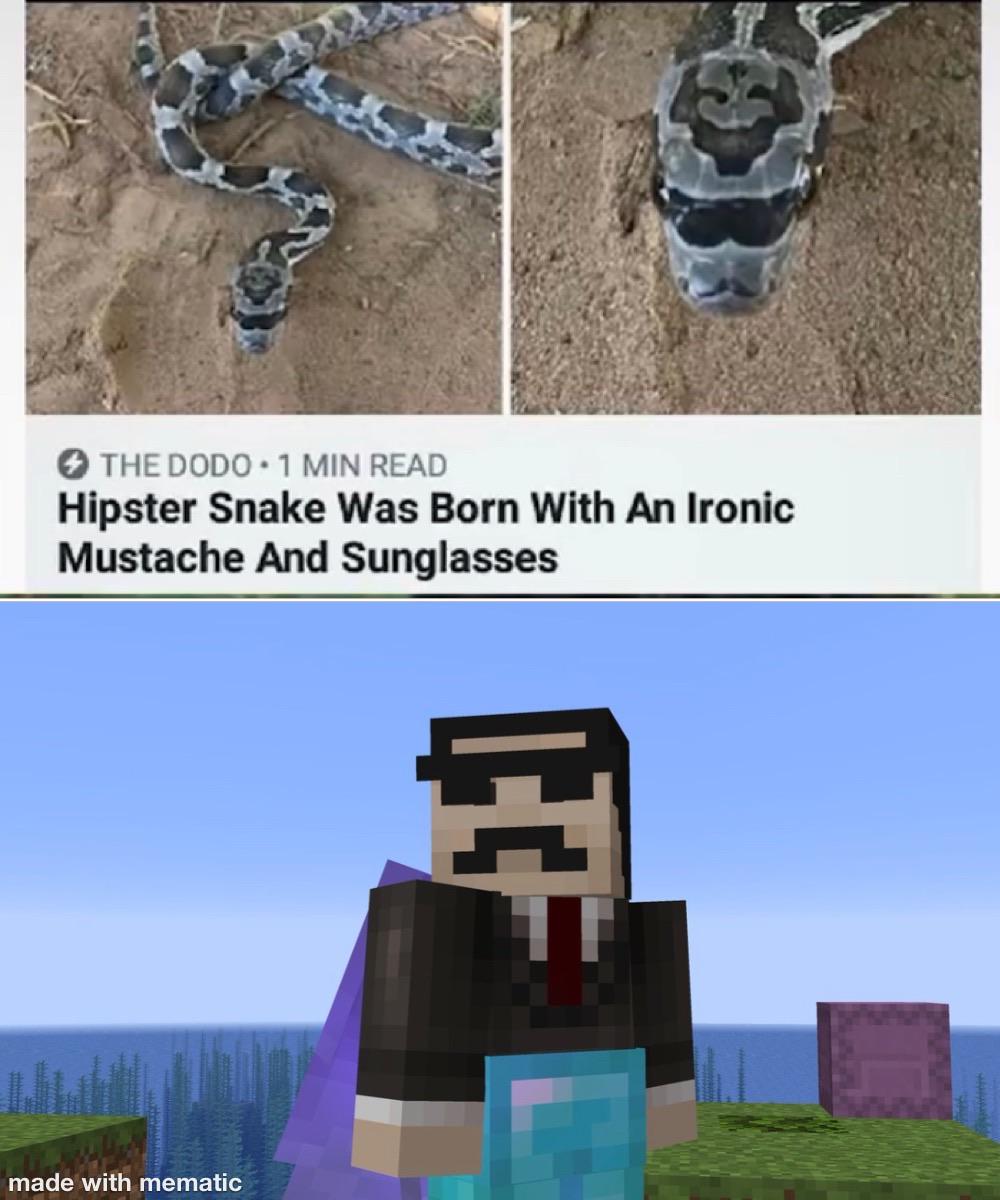 THE DODO • 1 MIN READ
Hipster Snake Was Born With An Ironic
Mustache And Sunglasses
made with mematic